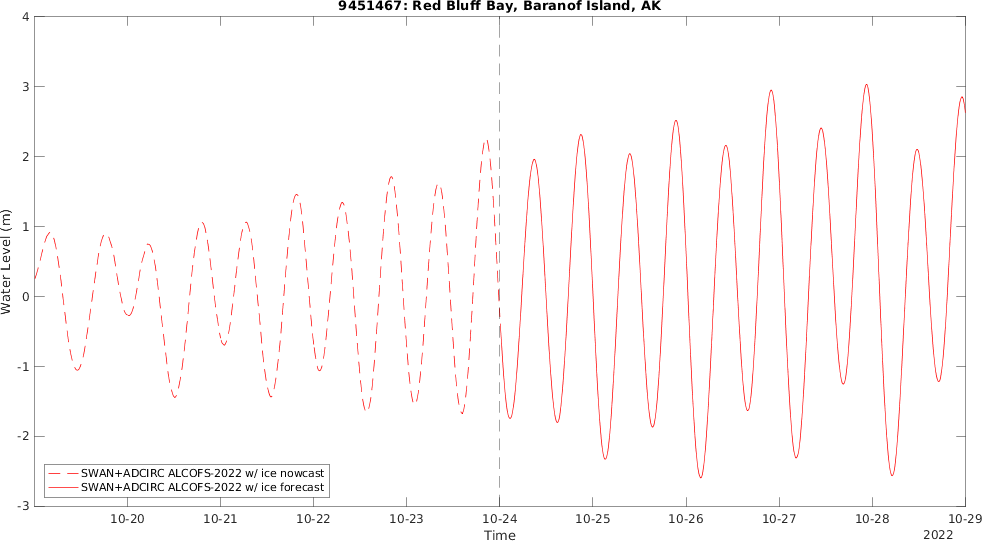 9451467: Red Bluff Bay, Baranof Island, AK
4
3
2
1
0
-1
-2
-3
Water Level (m)
SWAN+ADCIRC ALCOFS-2022 w/ ice nowcast
SWAN+ADCIRC ALCOFS-2022 w/ ice forecast
10-20 10-21 10-22 10-23 10-24 10-25 10-26 10-27 10-28 10-29
Time
2022